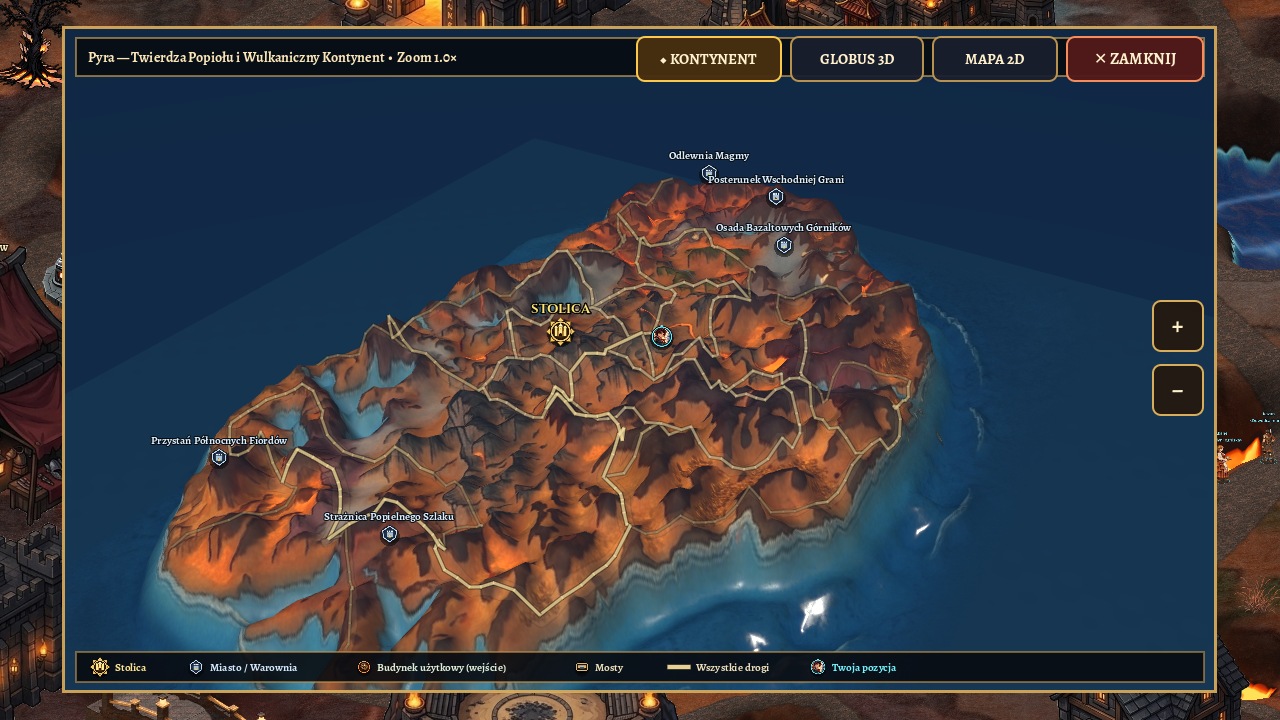 Pyra — Twierdza Popiołu i Wulkaniczny Kontynent • Zoom 1.0×
⬥ KONTYNENT
GLOBUS 3D
MAPA 2D
✕ ZAMKNIJ
Odlewnia Magmy
Posterunek Wschodniej Grani
Osada Bazaltowych Górników
STOLICA
+
−
Przystań Północnych Fiordów
Strażnica Popielnego Szlaku
Stolica
Miasto / Warownia
Budynek użytkowy (wejście)
Mosty
Wszystkie drogi
Twoja pozycja